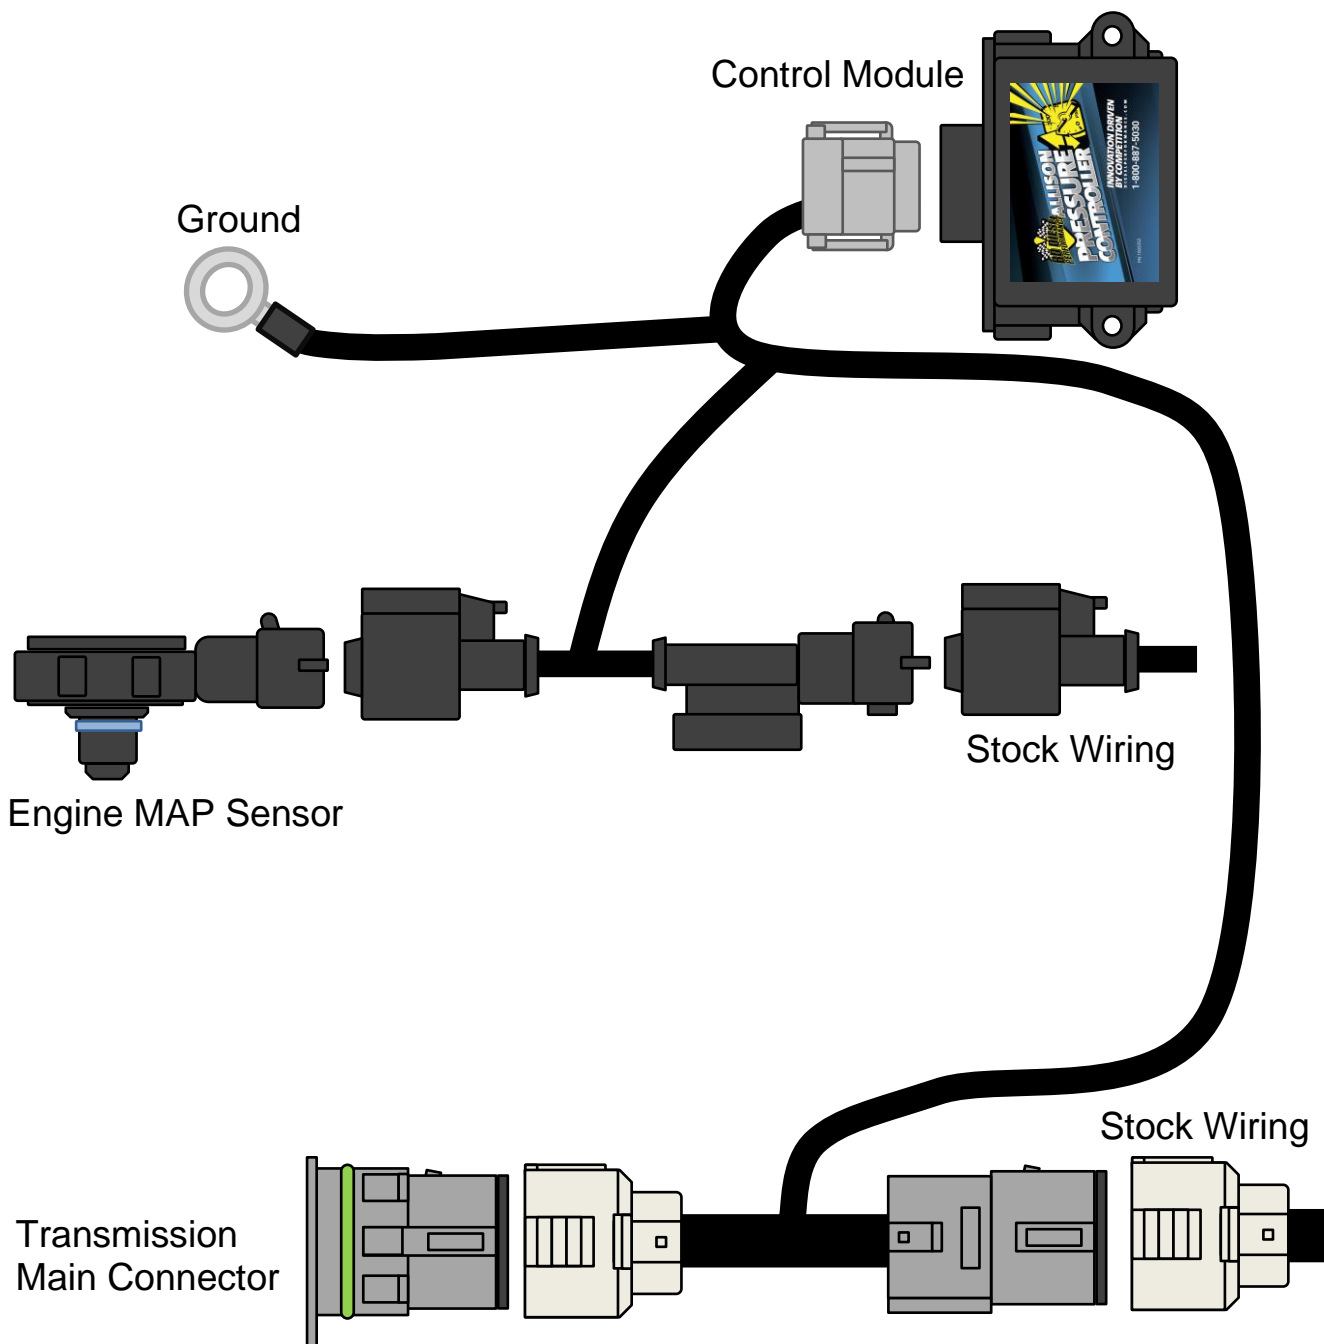 Control Module
ALLISON
PRESSURE
CONTROLLER
INNOVATION DRIVEN
BY COMPETITION
1-800-887-5030
Ground
Engine MAP Sensor
Stock Wiring
Stock Wiring
Transmission
Main Connector